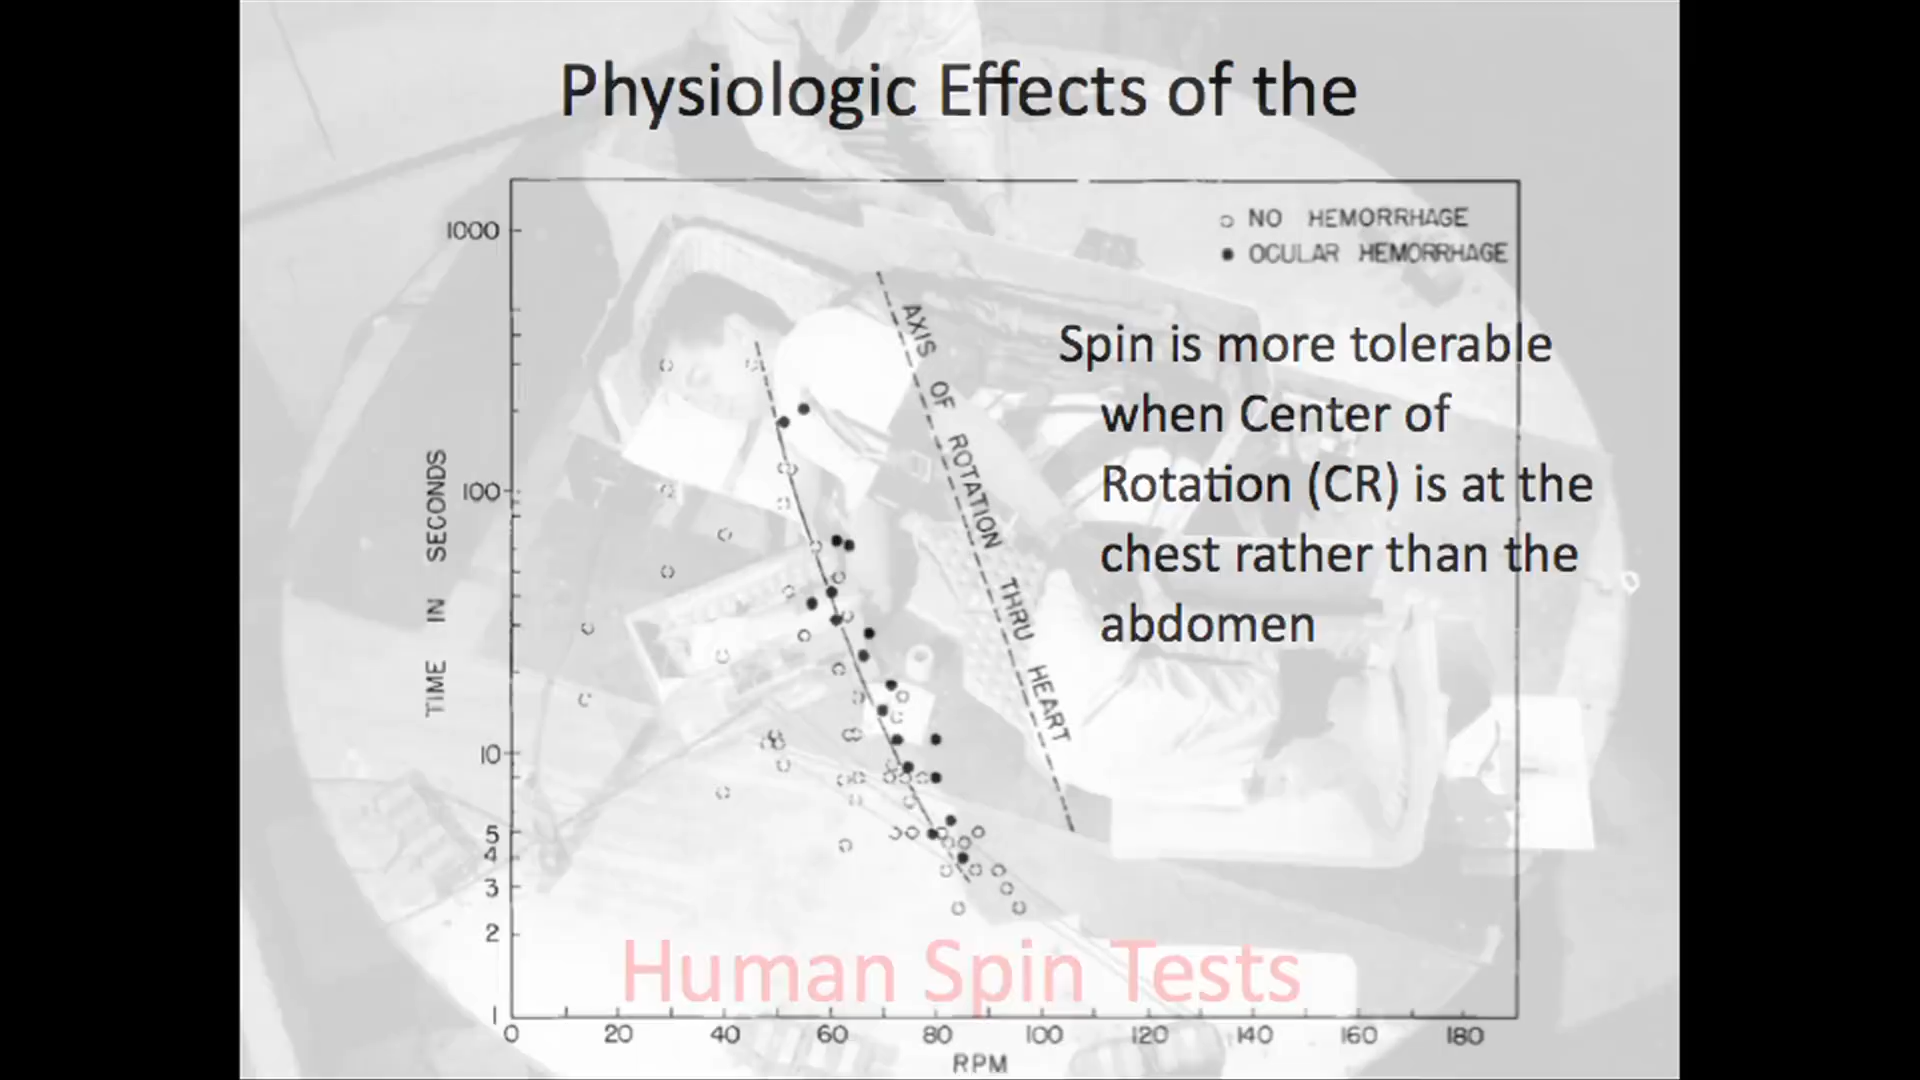 Physiologic Effects of the
○ NO HEMORRHAGE
● OCULAR HEMORRHAGE
Spin is more tolerable
when Center of
Rotation (CR) is at the
chest rather than the
abdomen
AXIS OF ROTATION THRU HEART
TIME IN SECONDS
1000
100
10
5
4
3
2
1
Human Spin Tests
0 20 40 60 80 100 120 140 160 180
RPM